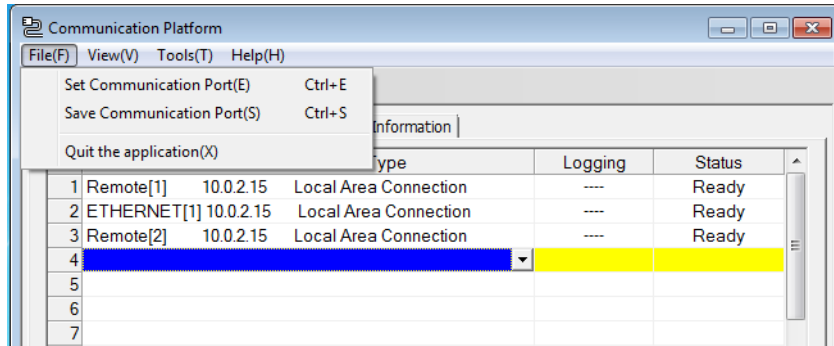 Communication Platform
File(F) View(V) Tools(T) Help(H)
Set Communication Port(E) Ctrl+E
Save Communication Port(S) Ctrl+S
Quit the application(X)
Information
Logging Status
1 Remote[1] 10.0.2.15 Local Area Connection ---- Ready
2 ETHERNET[1] 10.0.2.15 Local Area Connection ---- Ready
3 Remote[2] 10.0.2.15 Local Area Connection ---- Ready
4
5
6
7